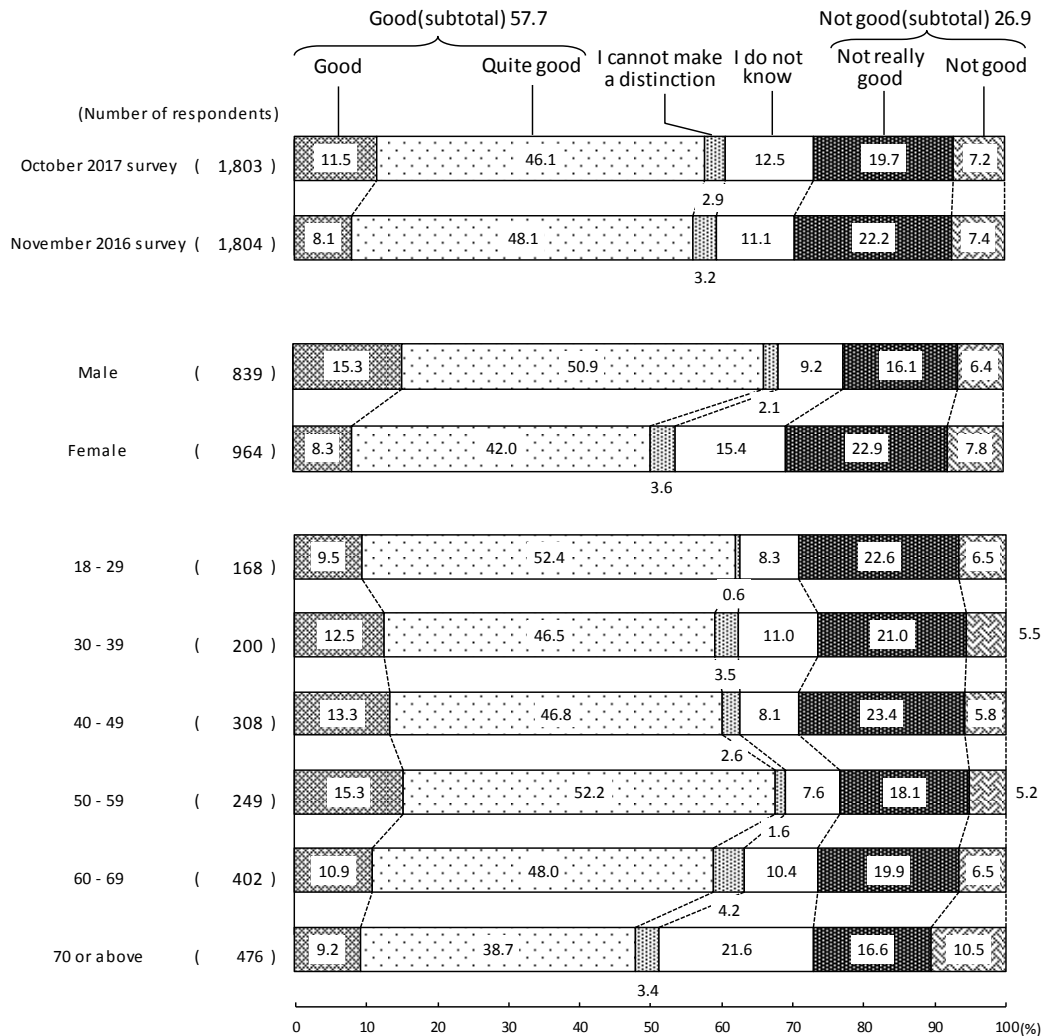 Good(subtotal) 57.7 Not good(subtotal) 26.9
Good Quite good I cannot make a distinction I do not know Not really good Not good
(Number of respondents)
October 2017 survey ( 1,803 ) 11.5 46.1 12.5 19.7 7.2
2.9
November 2016 survey ( 1,804 ) 8.1 48.1 11.1 22.2 7.4
3.2
Male ( 839 ) 15.3 50.9 9.2 16.1 6.4
2.1
Female ( 964 ) 8.3 42.0 15.4 22.9 7.8
3.6
18 - 29 ( 168 ) 9.5 52.4 8.3 22.6 6.5
0.6
30 - 39 ( 200 ) 12.5 46.5 11.0 21.0 5.5
3.5
40 - 49 ( 308 ) 13.3 46.8 8.1 23.4 5.8
2.6
50 - 59 ( 249 ) 15.3 52.2 7.6 18.1 5.2
1.6
60 - 69 ( 402 ) 10.9 48.0 10.4 19.9 6.5
4.2
70 or above ( 476 ) 9.2 38.7 21.6 16.6 10.5
3.4
0 10 20 30 40 50 60 70 80 90 100(%)